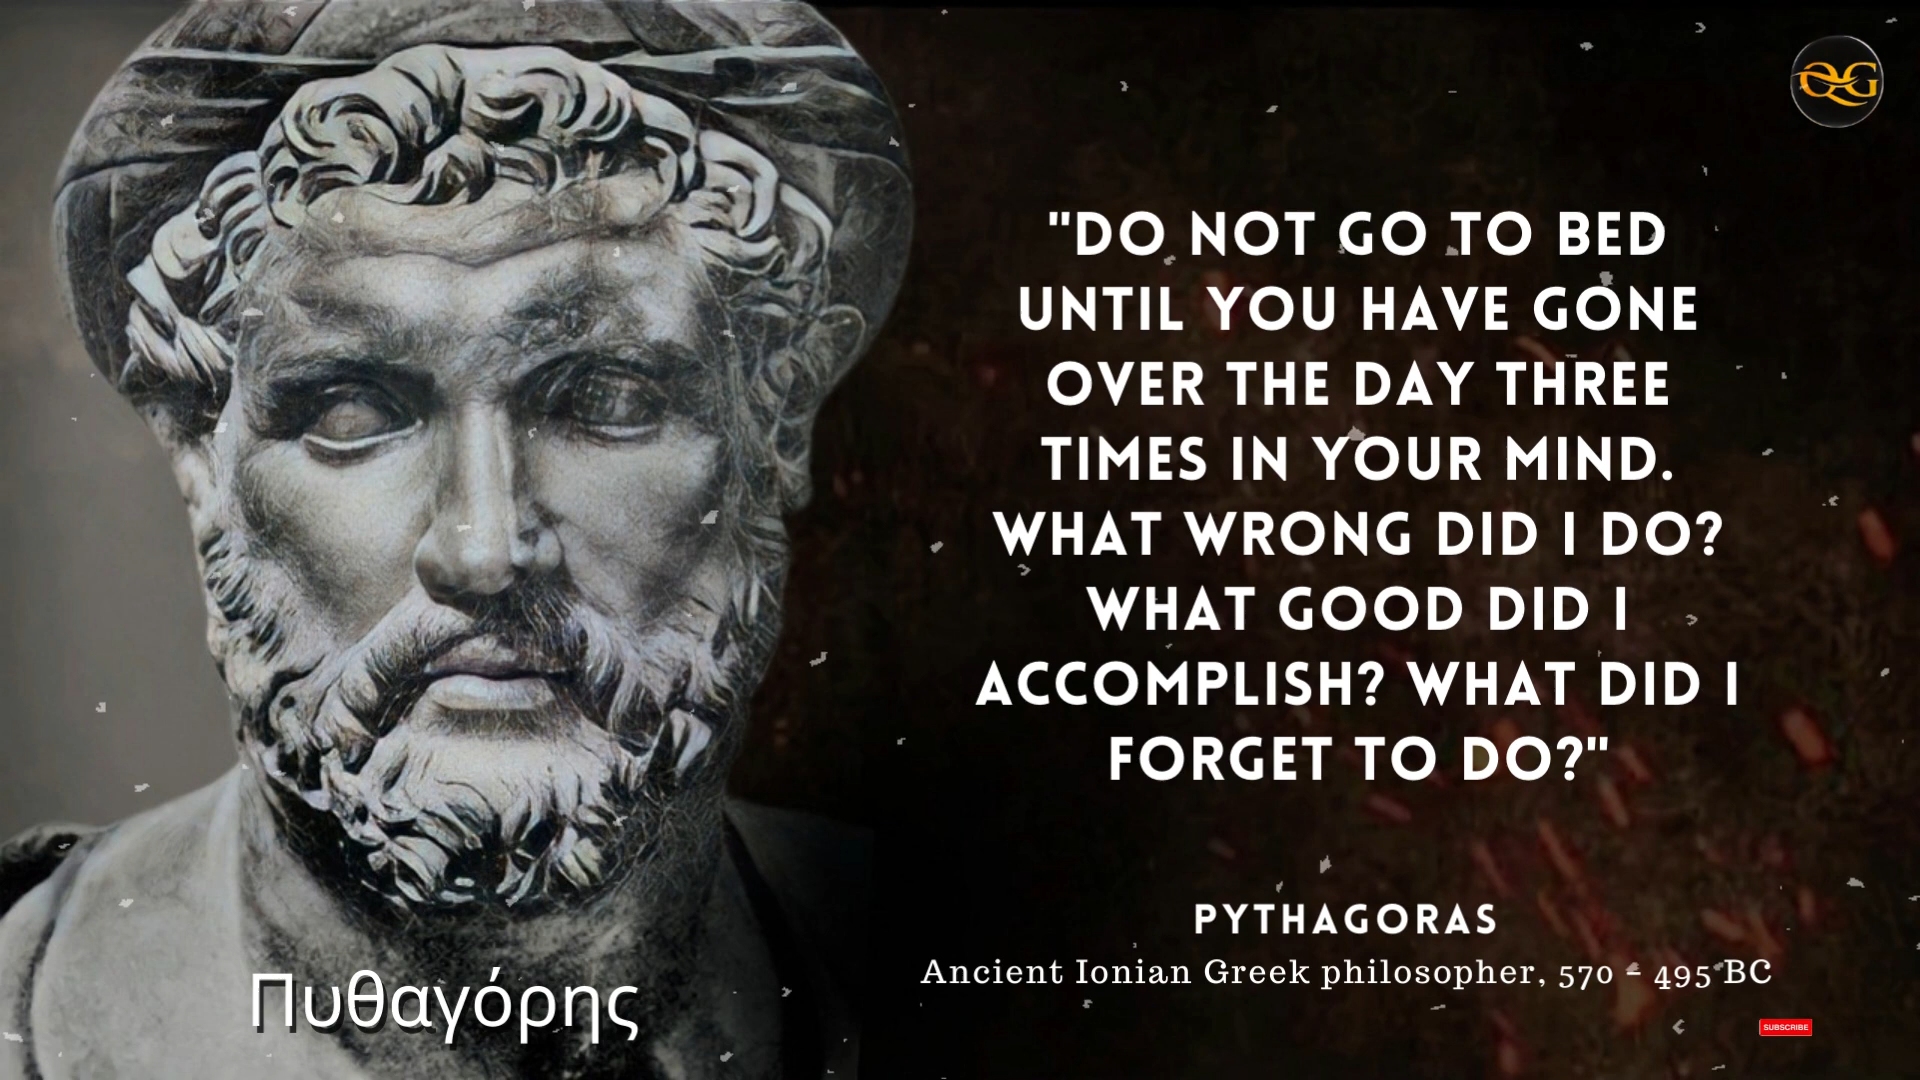 QG
"DO NOT GO TO BED
UNTIL YOU HAVE GONE
OVER THE DAY THREE
TIMES IN YOUR MIND.
WHAT WRONG DID I DO?
WHAT GOOD DID I
ACCOMPLISH? WHAT DID I
FORGET TO DO?"
PYTHAGORAS
Ancient Ionian Greek philosopher, 570 - 495 BC
Πυθαγόρης
SUBSCRIBE